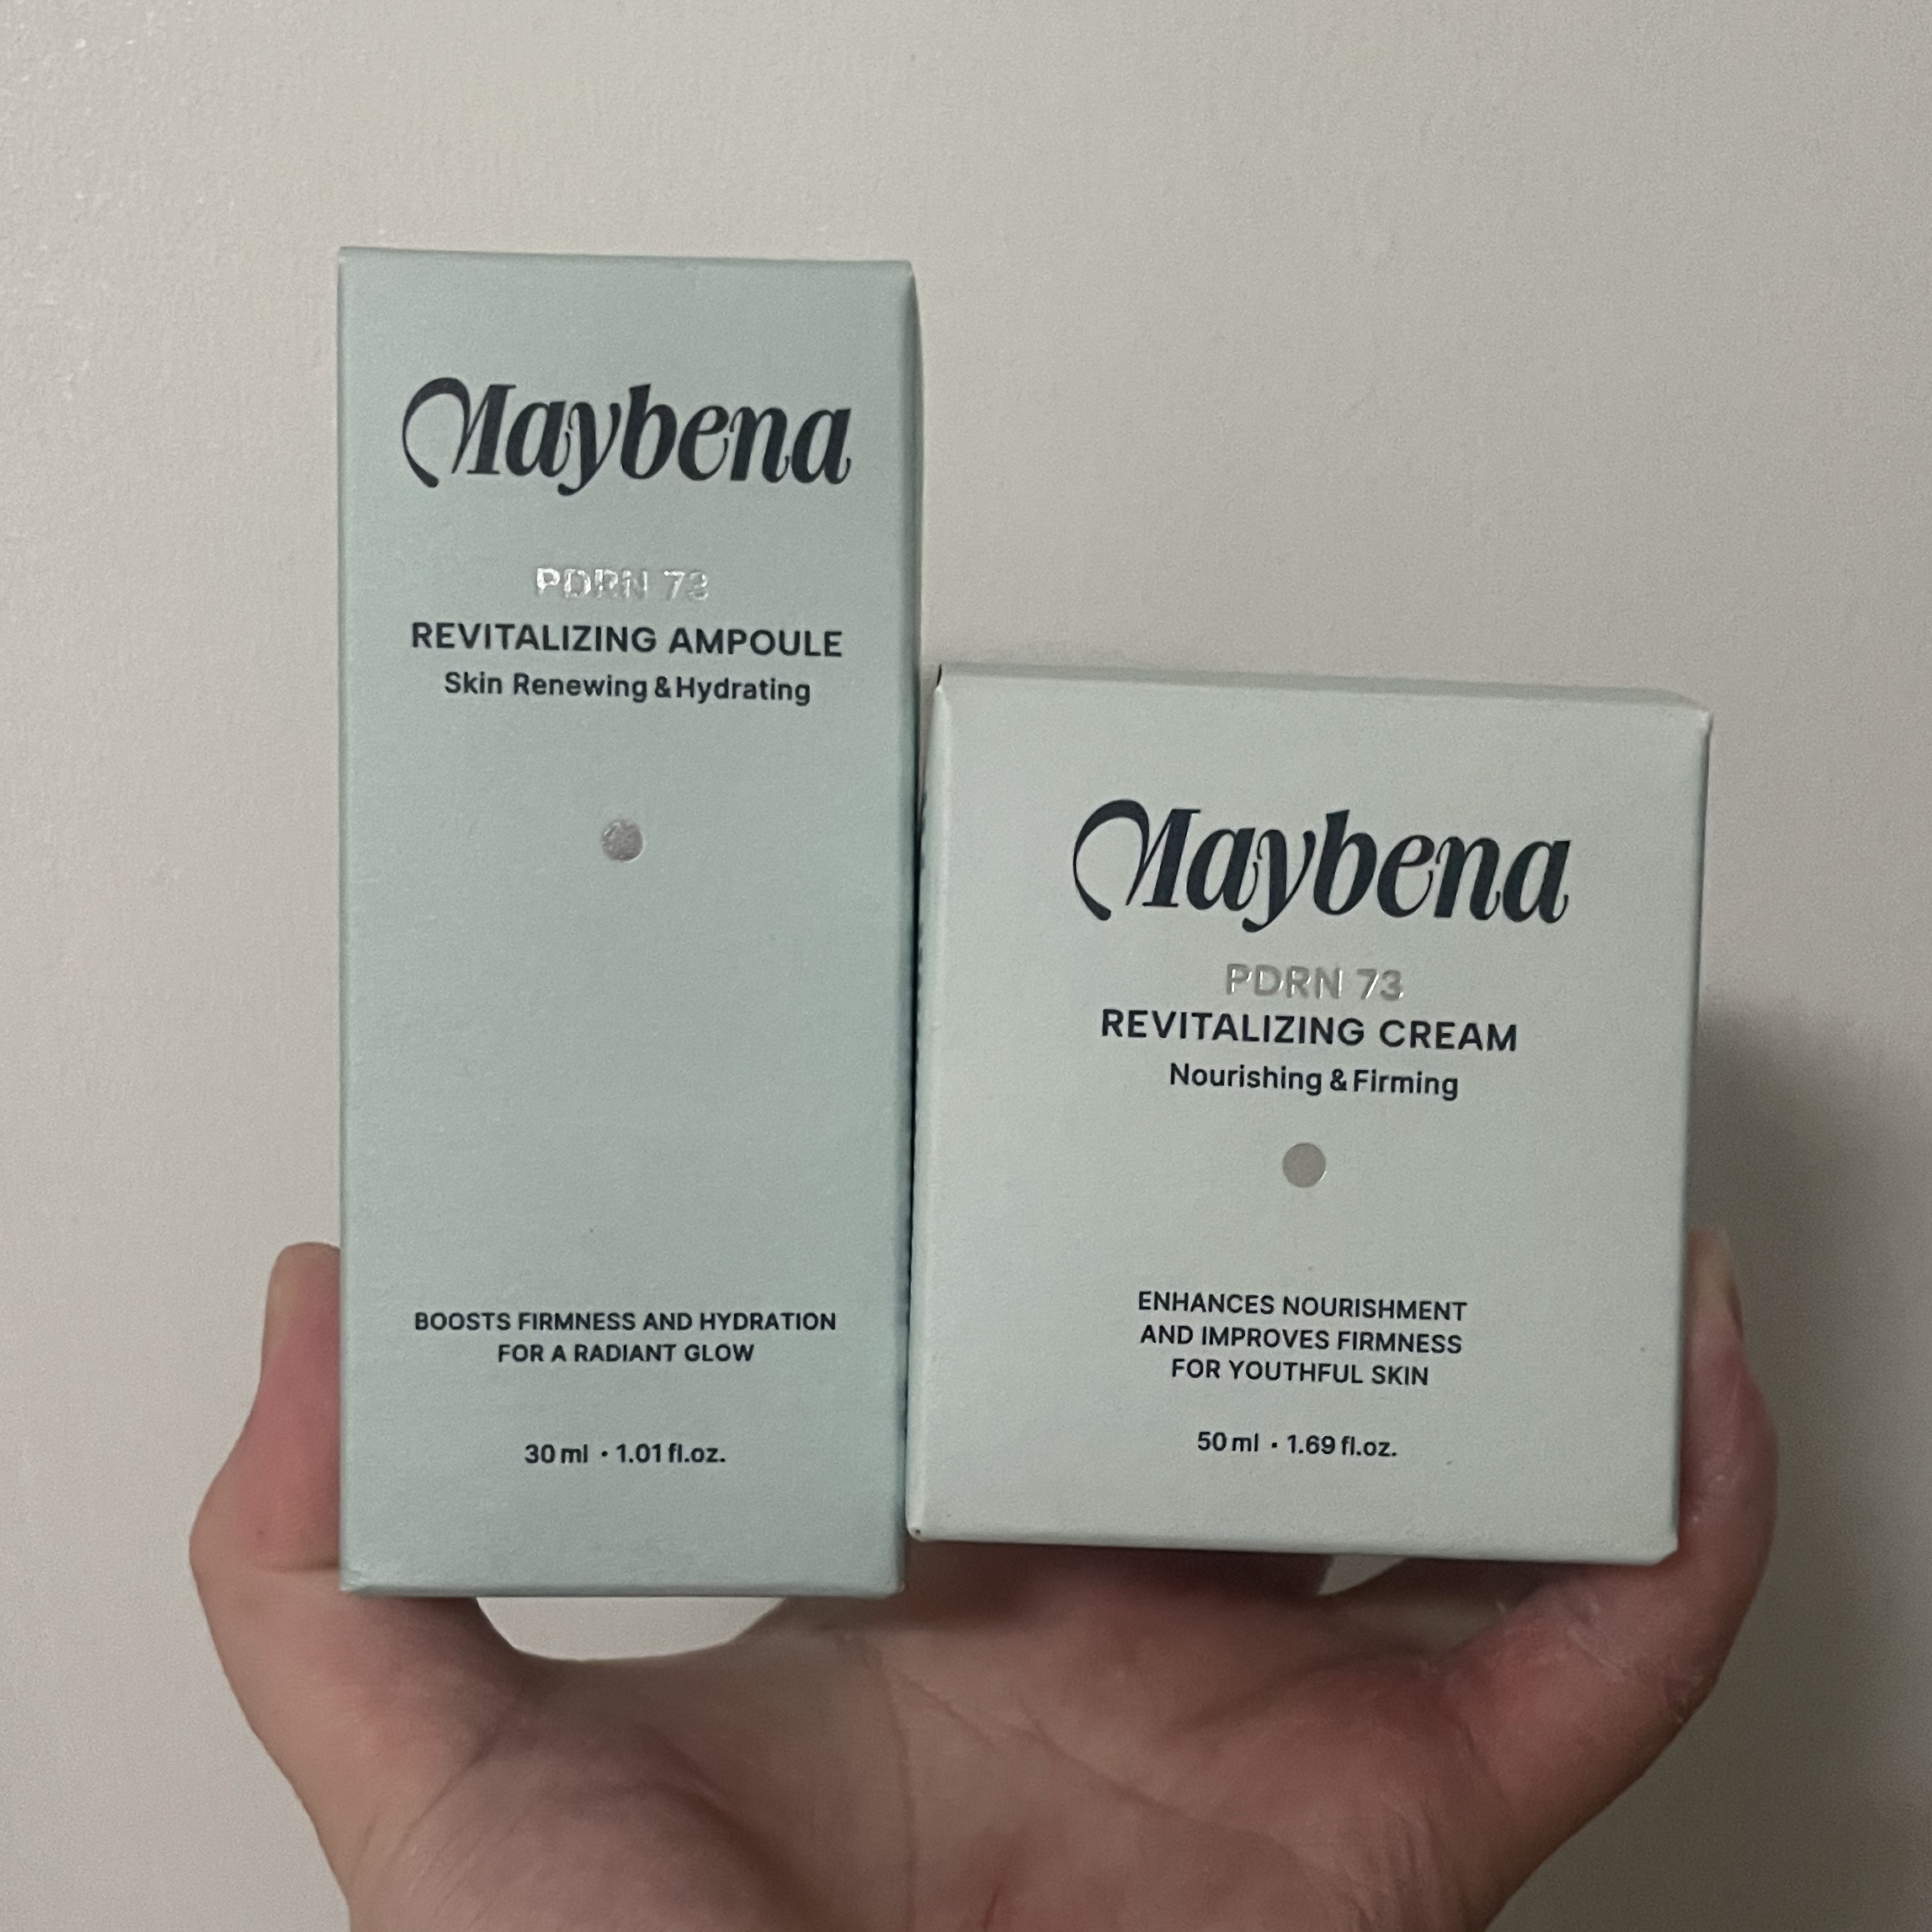 Maybena
PDRN 73
REVITALIZING AMPOULE
Skin Renewing & Hydrating
BOOSTS FIRMNESS AND HYDRATION
FOR A RADIANT GLOW
30 ml • 1.01 fl.oz.
Maybena
PDRN 73
REVITALIZING CREAM
Nourishing & Firming
ENHANCES NOURISHMENT
AND IMPROVES FIRMNESS
FOR YOUTHFUL SKIN
50 ml • 1.69 fl.oz.